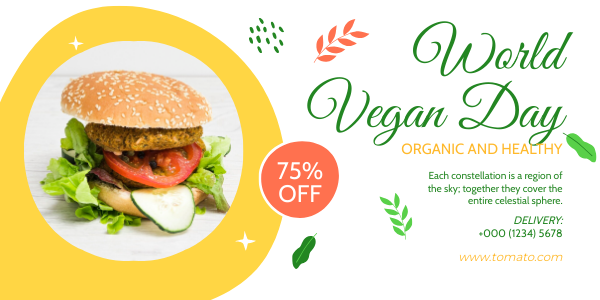 World
Vegan Day
ORGANIC AND HEALTHY
75%
OFF
Each constellation is a region of
the sky; together they cover the
entire celestial sphere.
DELIVERY:
+000 (1234) 5678
www.tomato.com